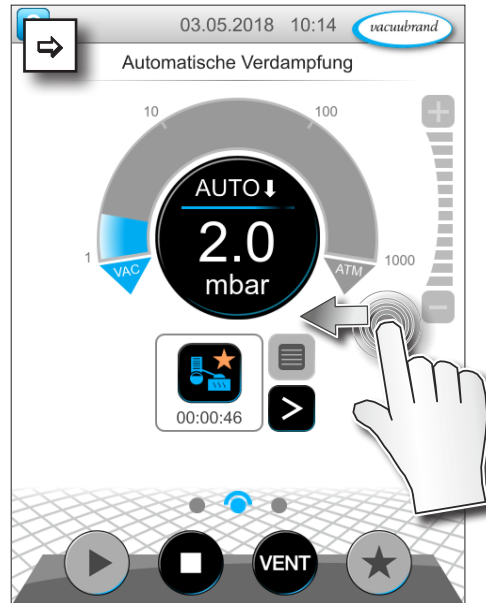 03.05.2018 10:14 vacuubrand
Automatische Verdampfung
10 100
AUTO
2.0
mbar
1 VAC ATM 1000
00:00:46
VENT